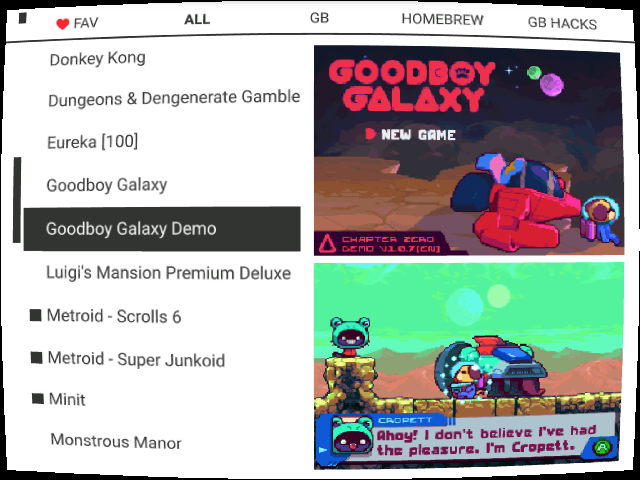 FAV
ALL
GB
HOMEBREW
GB HACKS
Donkey Kong
Dungeons & Dengenerate Gamble
Eureka [100]
Goodboy Galaxy
Goodboy Galaxy Demo
Luigi's Mansion Premium Deluxe
Metroid - Scrolls 6
Metroid - Super Junkoid
Minit
Monstrous Manor
GOODBOY
GALAXY
NEW GAME
CHAPTER ZERO
DEMO V1.0.7[EN]
CROPETT
Ahoy! I don't believe I've had
the pleasure. I'm Cropett.
A